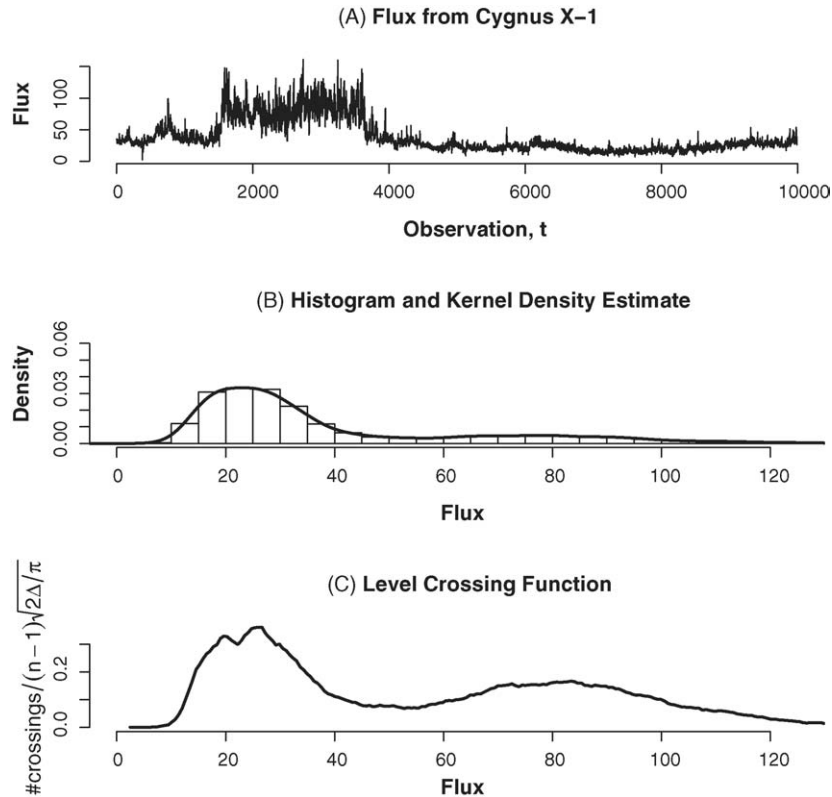 (A) Flux from Cygnus X−1
Flux
0 50 100
0 2000 4000 6000 8000 10000
Observation, t
(B) Histogram and Kernel Density Estimate
Density
0.00 0.03 0.06
0 20 40 60 80 100 120
Flux
(C) Level Crossing Function
#crossings/(n−1)√2Δ/π
0.0 0.2
0 20 40 60 80 100 120
Flux